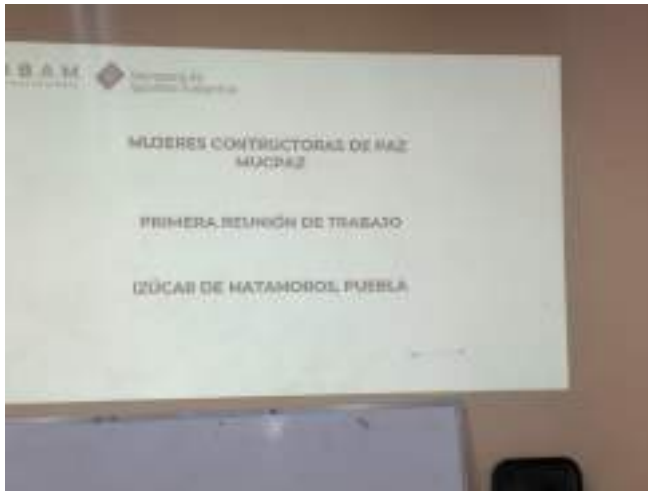 MUJERES CONTRUCTORAS DE PAZ
MUCPAZ
PRIMERA REUNIÓN DE TRABAJO
IZÚCAR DE MATAMOROS, PUEBLA